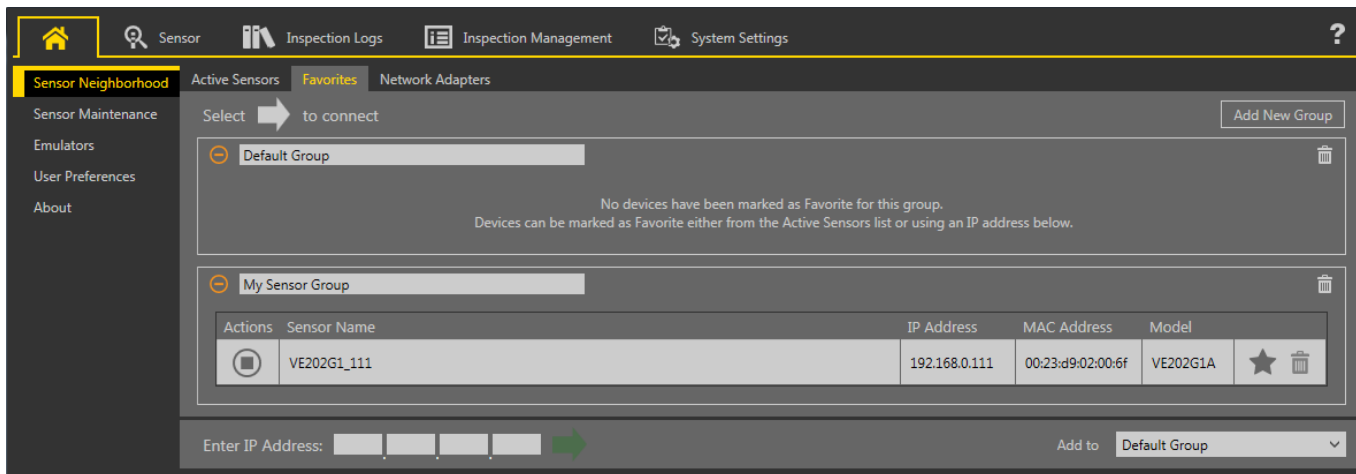 Sensor Inspection Logs Inspection Management System Settings ?
Sensor Neighborhood
Sensor Maintenance
Emulators
User Preferences
About
Active Sensors Favorites Network Adapters
Select to connect Add New Group
Default Group
No devices have been marked as Favorite for this group.
Devices can be marked as Favorite either from the Active Sensors list or using an IP address below.
My Sensor Group
Actions Sensor Name IP Address MAC Address Model
VE202G1_111 192.168.0.111 00:23:d9:02:00:6f VE202G1A
Enter IP Address: . . . Add to Default Group